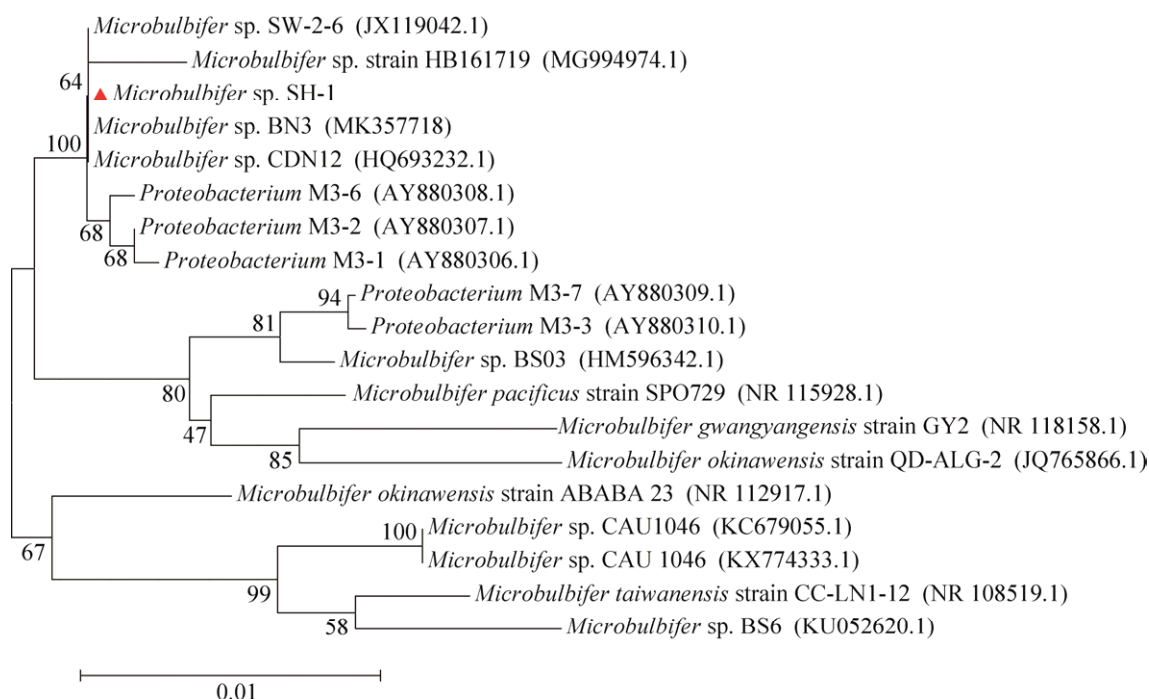 Microbulbifer sp. SW-2-6 (JX119042.1)
Microbulbifer sp. strain HB161719 (MG994974.1)
64
Microbulbifer sp. SH-1
Microbulbifer sp. BN3 (MK357718)
100
Microbulbifer sp. CDN12 (HQ693232.1)
Proteobacterium M3-6 (AY880308.1)
68
Proteobacterium M3-2 (AY880307.1)
68
Proteobacterium M3-1 (AY880306.1)
94
Proteobacterium M3-7 (AY880309.1)
81
Proteobacterium M3-3 (AY880310.1)
Microbulbifer sp. BS03 (HM596342.1)
80
Microbulbifer pacificus strain SPO729 (NR 115928.1)
47
Microbulbifer gwangyangensis strain GY2 (NR 118158.1)
85
Microbulbifer okinawensis strain QD-ALG-2 (JQ765866.1)
Microbulbifer okinawensis strain ABABA 23 (NR 112917.1)
67
100
Microbulbifer sp. CAU1046 (KC679055.1)
Microbulbifer sp. CAU 1046 (KX774333.1)
99
Microbulbifer taiwanensis strain CC-LN1-12 (NR 108519.1)
58
Microbulbifer sp. BS6 (KU052620.1)
0.01